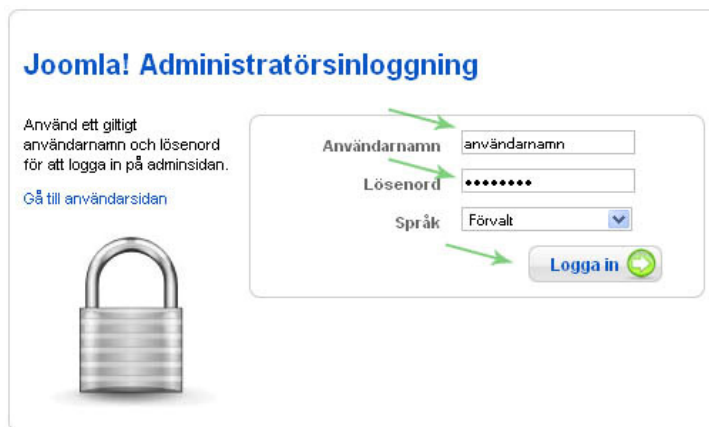 Joomla! Administratörsinloggning
Använd ett giltigt
användarnamn och lösenord
för att logga in på adminsidan.
Gå till användarsidan
Användarnamn användarnamn
Lösenord ••••••••
Språk Förvalt
Logga in